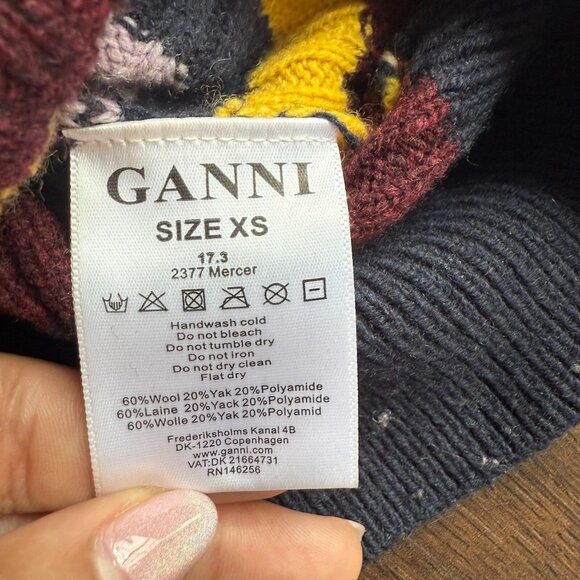 GANNI
SIZE XS
17.3
2377 Mercer
Handwash cold
Do not bleach
Do not tumble dry
Do not iron
Do not dry clean
Flat dry
60%Wool 20%Yak 20%Polyamide
60%Laine 20%Yack 20%Polyamide
60%Wolle 20%Yak 20%Polyamid
Frederiksholms Kanal 4B
DK-1220 Copenhagen
www.ganni.com
VAT:DK 21664731
RN146256